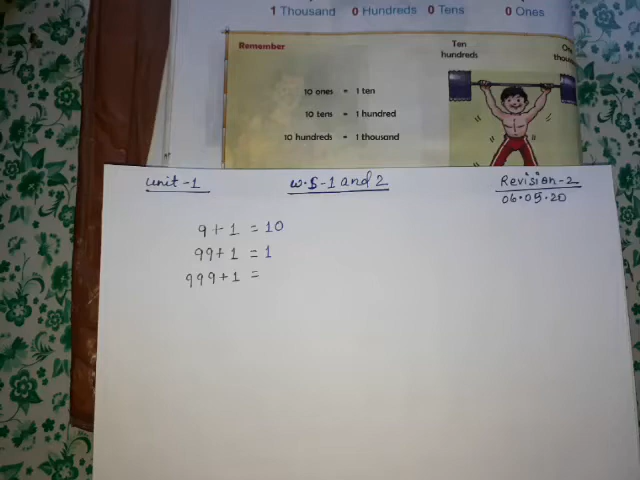 1 Thousand 0 Hundreds 0 Tens 0 Ones
Remember
Ten
hundreds
10 ones = 1 ten
10 tens = 1 hundred
10 hundreds = 1 thousand
Unit-1 W.S-1 and 2 Revision-2
06.05.20
9+1 = 10
99+1 = 1
999+1 =